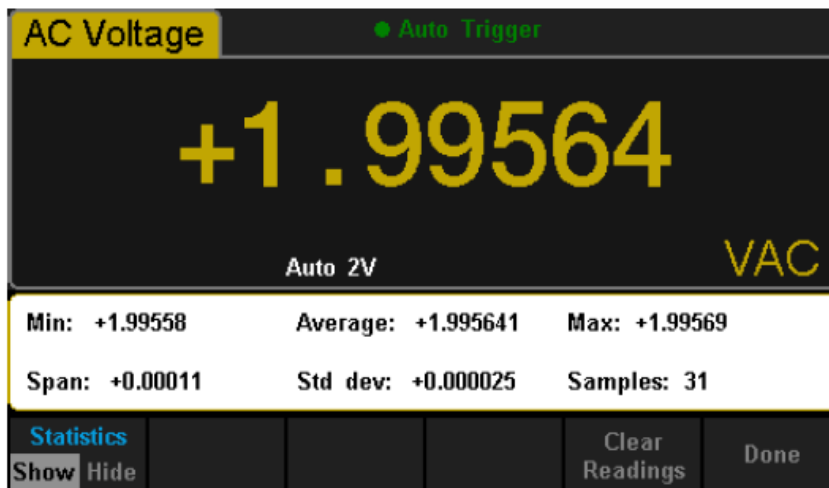 AC Voltage
Auto Trigger
+1.99564
Auto 2V
VAC
Min: +1.99558 Average: +1.995641 Max: +1.99569
Span: +0.00011 Std dev: +0.000025 Samples: 31
Statistics
Show Hide
Clear
Readings
Done